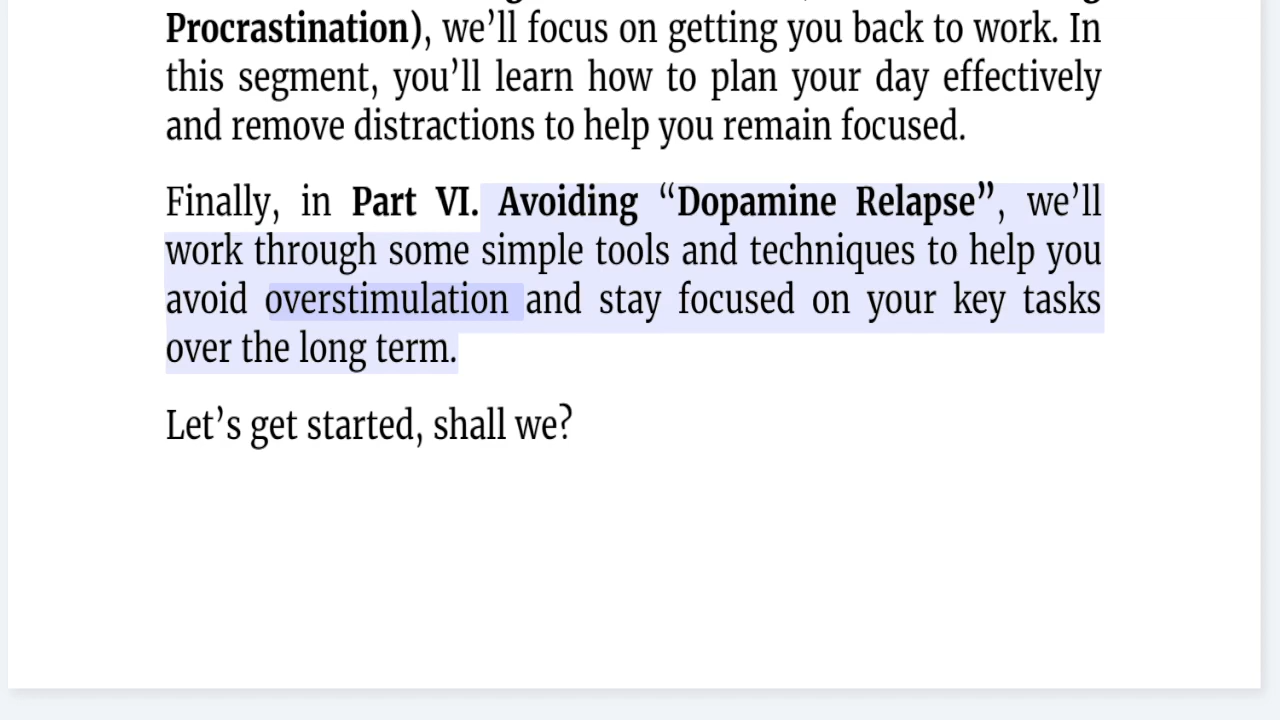 Procrastination), we’ll focus on getting you back to work. In
this segment, you’ll learn how to plan your day effectively
and remove distractions to help you remain focused.
Finally, in Part VI. Avoiding “Dopamine Relapse”, we’ll
work through some simple tools and techniques to help you
avoid overstimulation and stay focused on your key tasks
over the long term.
Let’s get started, shall we?